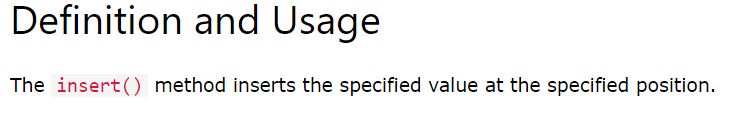 Definition and Usage
The insert() method inserts the specified value at the specified position.